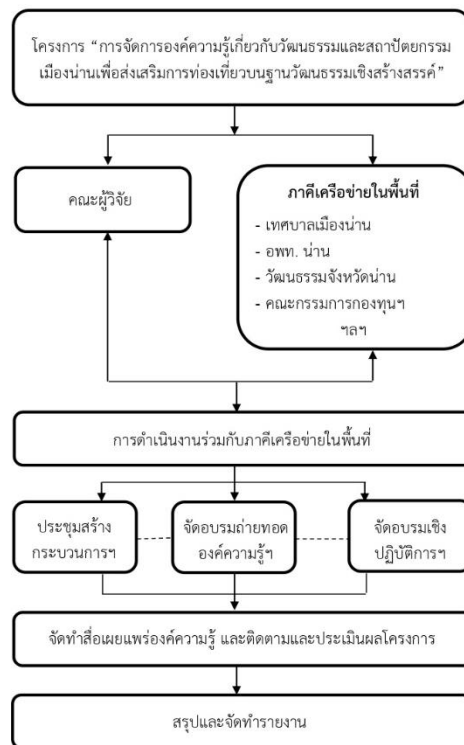 โครงการ “การจัดการองค์ความรู้เกี่ยวกับวัฒนธรรมและสถาปัตยกรรม
เมืองน่านเพื่อส่งเสริมการท่องเที่ยวบนฐานวัฒนธรรมเชิงสร้างสรรค์”
คณะผู้วิจัย
ภาคีเครือข่ายในพื้นที่
- เทศบาลเมืองน่าน
- อพท. น่าน
- วัฒนธรรมจังหวัดน่าน
- คณะกรรมการกองทุนฯ
ฯลฯ
การดำเนินงานร่วมกับภาคีเครือข่ายในพื้นที่
ประชุมสร้าง
กระบวนการฯ
จัดอบรมถ่ายทอด
องค์ความรู้ฯ
จัดอบรมเชิง
ปฏิบัติการฯ
จัดทำสื่อเผยแพร่องค์ความรู้ และติดตามและประเมินผลโครงการ
สรุปและจัดทำรายงาน